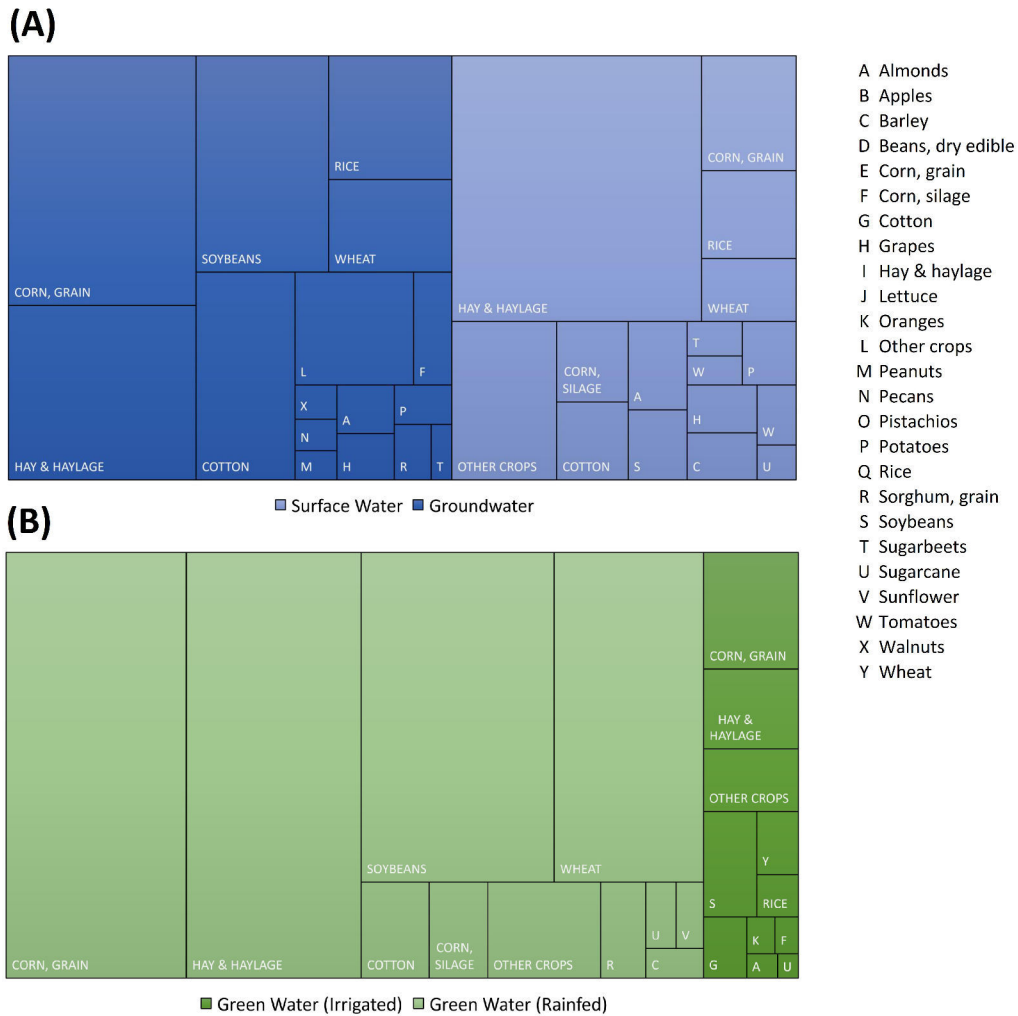 (A)
RICE
SOYBEANS
WHEAT
CORN, GRAIN
L
F
X
A
P
N
HAY & HAYLAGE
COTTON
M
H
R
T
CORN, GRAIN
RICE
HAY & HAYLAGE
WHEAT
CORN,
SILAGE
A
T
W
P
H
W
OTHER CROPS
COTTON
S
C
U
Surface Water
Groundwater
(B)
SOYBEANS
WHEAT
CORN, GRAIN
HAY & HAYLAGE
COTTON
CORN,
SILAGE
OTHER CROPS
R
U
V
C
CORN, GRAIN
HAY &
HAYLAGE
OTHER CROPS
Y
S
RICE
K
F
G
A
U
Green Water (Irrigated)
Green Water (Rainfed)
A Almonds
B Apples
C Barley
D Beans, dry edible
E Corn, grain
F Corn, silage
G Cotton
H Grapes
I Hay & haylage
J Lettuce
K Oranges
L Other crops
M Peanuts
N Pecans
O Pistachios
P Potatoes
Q Rice
R Sorghum, grain
S Soybeans
T Sugarbeets
U Sugarcane
V Sunflower
W Tomatoes
X Walnuts
Y Wheat